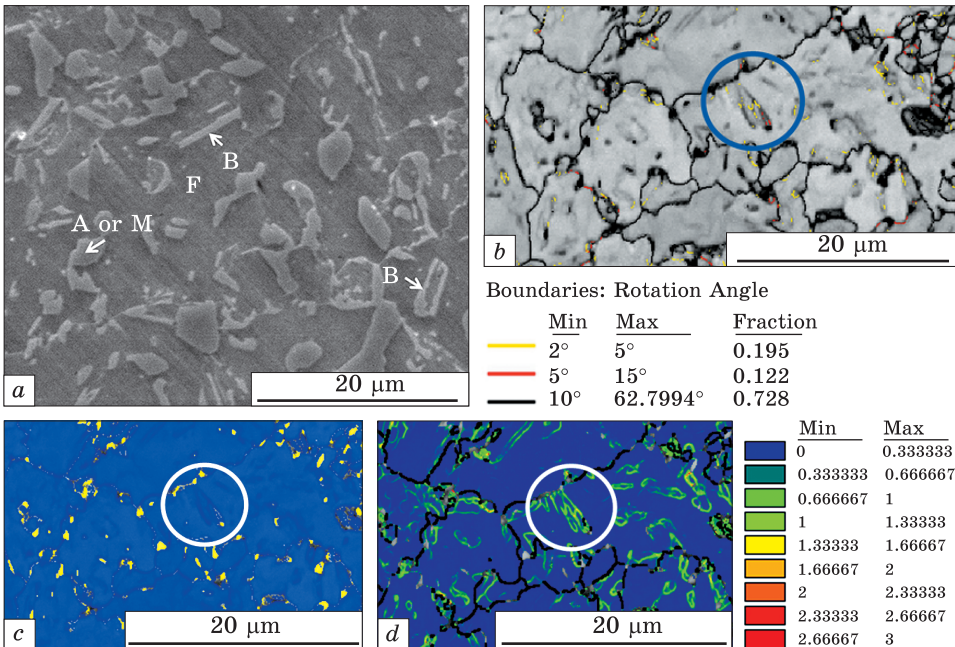 B
F
A or M
B
a
20 µm
b
20 µm
Boundaries: Rotation Angle
Min Max Fraction
2° 5° 0.195
5° 15° 0.122
10° 62.7994° 0.728
c
20 µm
d
20 µm
Min Max
0 0.333333
0.333333 0.666667
0.666667 1
1 1.33333
1.33333 1.66667
1.66667 2
2 2.33333
2.33333 2.66667
2.66667 3